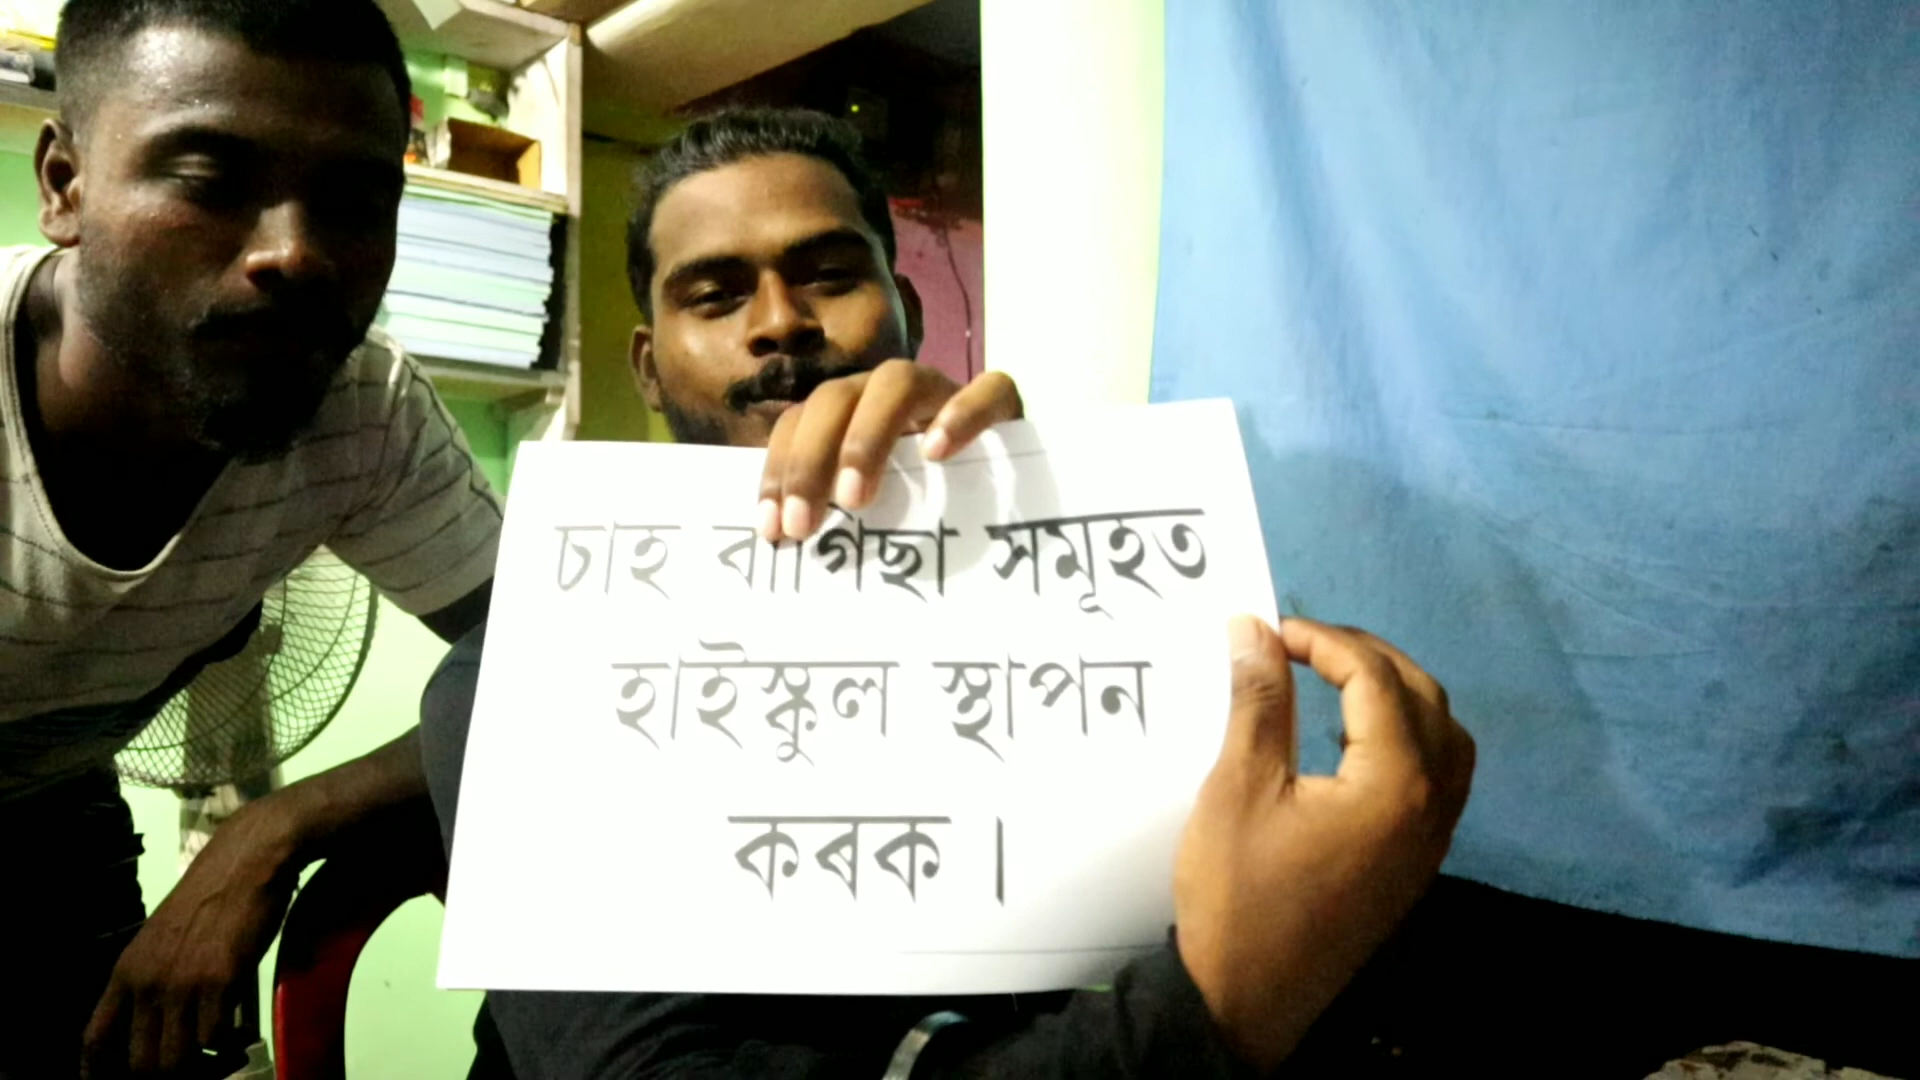 চাহ বাগিছা সমূহত
হাইস্কুল স্থাপন
কৰক ।